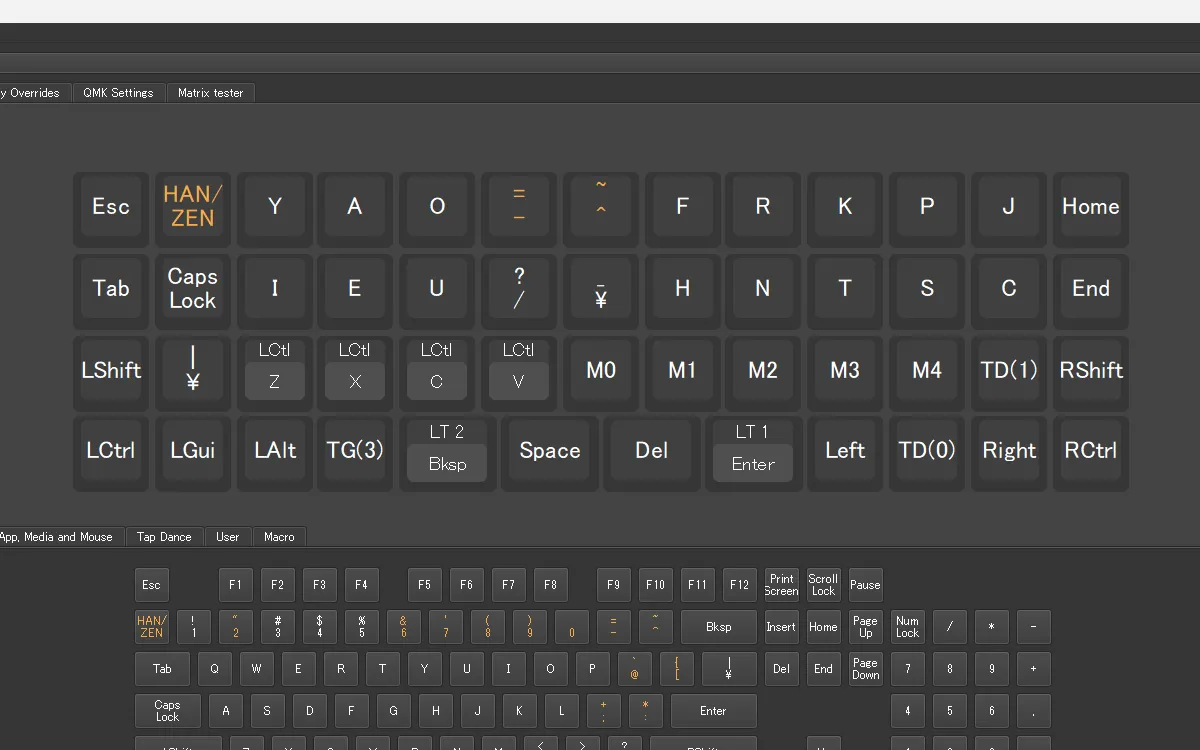 y Overrides QMK Settings Matrix tester
Esc HAN/ZEN Y A O = - ~ ^ F R K P J Home
Tab Caps Lock I E U ? / _ ¥ H N T S C End
LShift | ¥ LCtl Z LCtl X LCtl C LCtl V M0 M1 M2 M3 M4 TD(1) RShift
LCtrl LGui LAlt TG(3) LT 2 Bksp Space Del LT 1 Enter Left TD(0) Right RCtrl
App, Media and Mouse Tap Dance User Macro
Esc F1 F2 F3 F4 F5 F6 F7 F8 F9 F10 F11 F12 Print Screen Scroll Lock Pause
HAN/ZEN ! 1 " 2 # 3 $ 4 % 5 & 6 ' 7 ( 8 ) 9 0 = - ~ ^ Bksp Insert Home Page Up Num Lock / * -
Tab Q W E R T Y U I O P ` @ { [ | ¥ Del End Page Down 7 8 9 +
Caps Lock A S D F G H J K L + ; * : Enter 4 5 6 ,